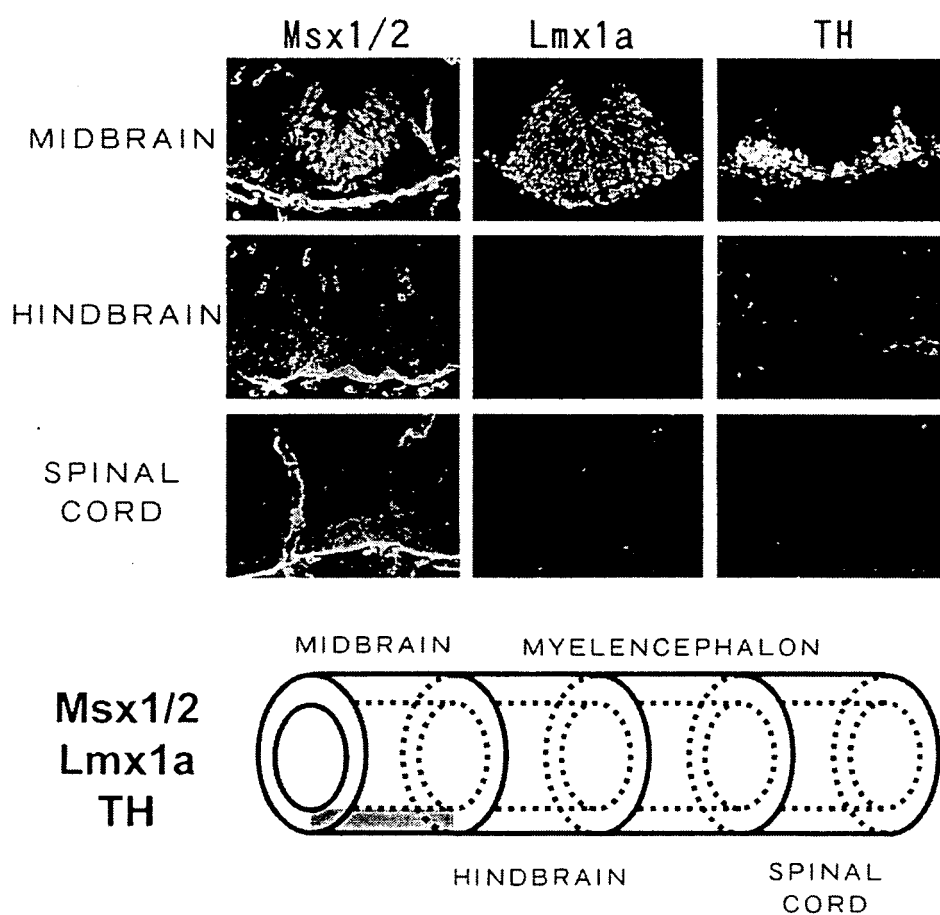 Msx1/2 Lmx1a TH
MIDBRAIN
HINDBRAIN
SPINAL
CORD
MIDBRAIN MYELENCEPHALON
Msx1/2
Lmx1a
TH
HINDBRAIN SPINAL
CORD